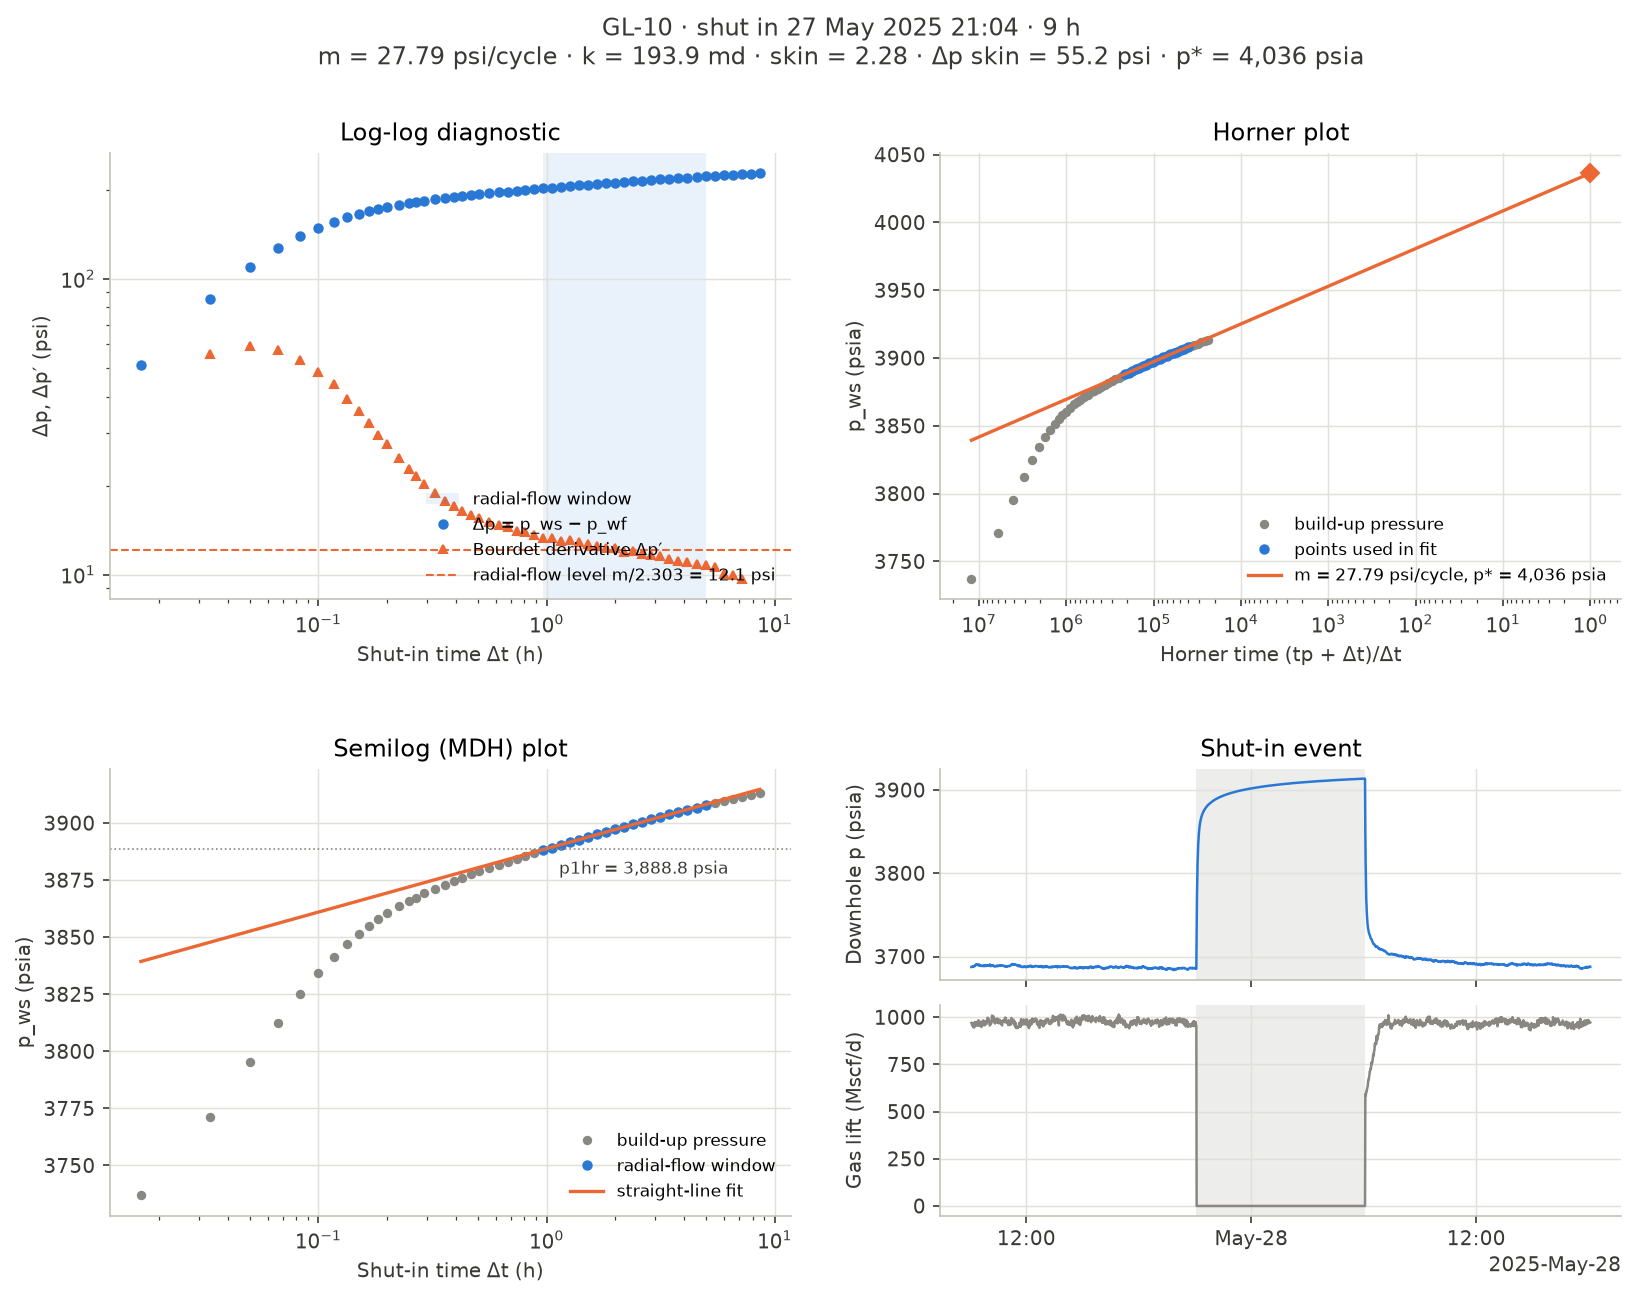 GL-10 · shut in 27 May 2025 21:04 · 9 h
m = 27.79 psi/cycle · k = 193.9 md · skin = 2.28 · Δp skin = 55.2 psi · p* = 4,036 psia
Log-log diagnostic
Δp, Δp′ (psi)
10²
10¹
radial-flow window
Δp = p_ws − p_wf
Bourdet derivative Δp′
radial-flow level m/2.303 = 12.1 psi
10⁻¹
10⁰
10¹
Shut-in time Δt (h)
Horner plot
p_ws (psia)
4050
4000
3950
3900
3850
3800
3750
build-up pressure
points used in fit
m = 27.79 psi/cycle, p* = 4,036 psia
10⁷
10⁶
10⁵
10⁴
10³
10²
10¹
10⁰
Horner time (tp + Δt)/Δt
Semilog (MDH) plot
p_ws (psia)
3900
3875
3850
3825
3800
3775
3750
p1hr = 3,888.8 psia
build-up pressure
radial-flow window
straight-line fit
10⁻¹
10⁰
10¹
Shut-in time Δt (h)
Shut-in event
Downhole p (psia)
3900
3800
3700
Gas lift (Mscf/d)
1000
750
500
250
0
12:00
May-28
12:00
2025-May-28